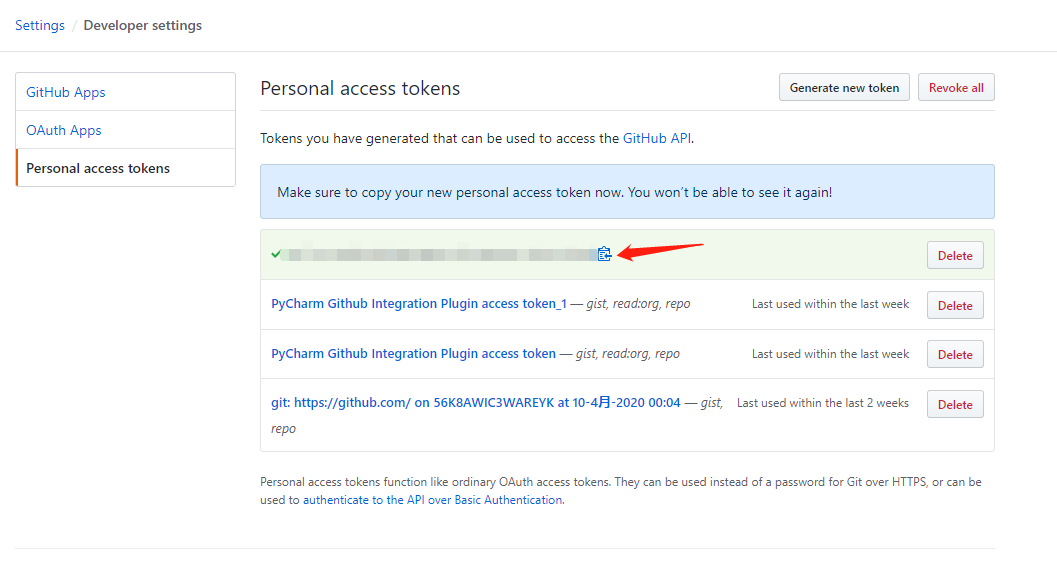 Settings / Developer settings
GitHub Apps
OAuth Apps
Personal access tokens
Personal access tokens
Generate new token
Revoke all
Tokens you have generated that can be used to access the GitHub API.
Make sure to copy your new personal access token now. You won't be able to see it again!
Delete
PyCharm Github Integration Plugin access token_1 — gist, read:org, repo
Last used within the last week
Delete
PyCharm Github Integration Plugin access token — gist, read:org, repo
Last used within the last week
Delete
git: https://github.com/ on 56K8AWIC3WAREYK at 10-4月-2020 00:04 — gist,
repo
Last used within the last 2 weeks
Delete
Personal access tokens function like ordinary OAuth access tokens. They can be used instead of a password for Git over HTTPS, or can be
used to authenticate to the API over Basic Authentication.